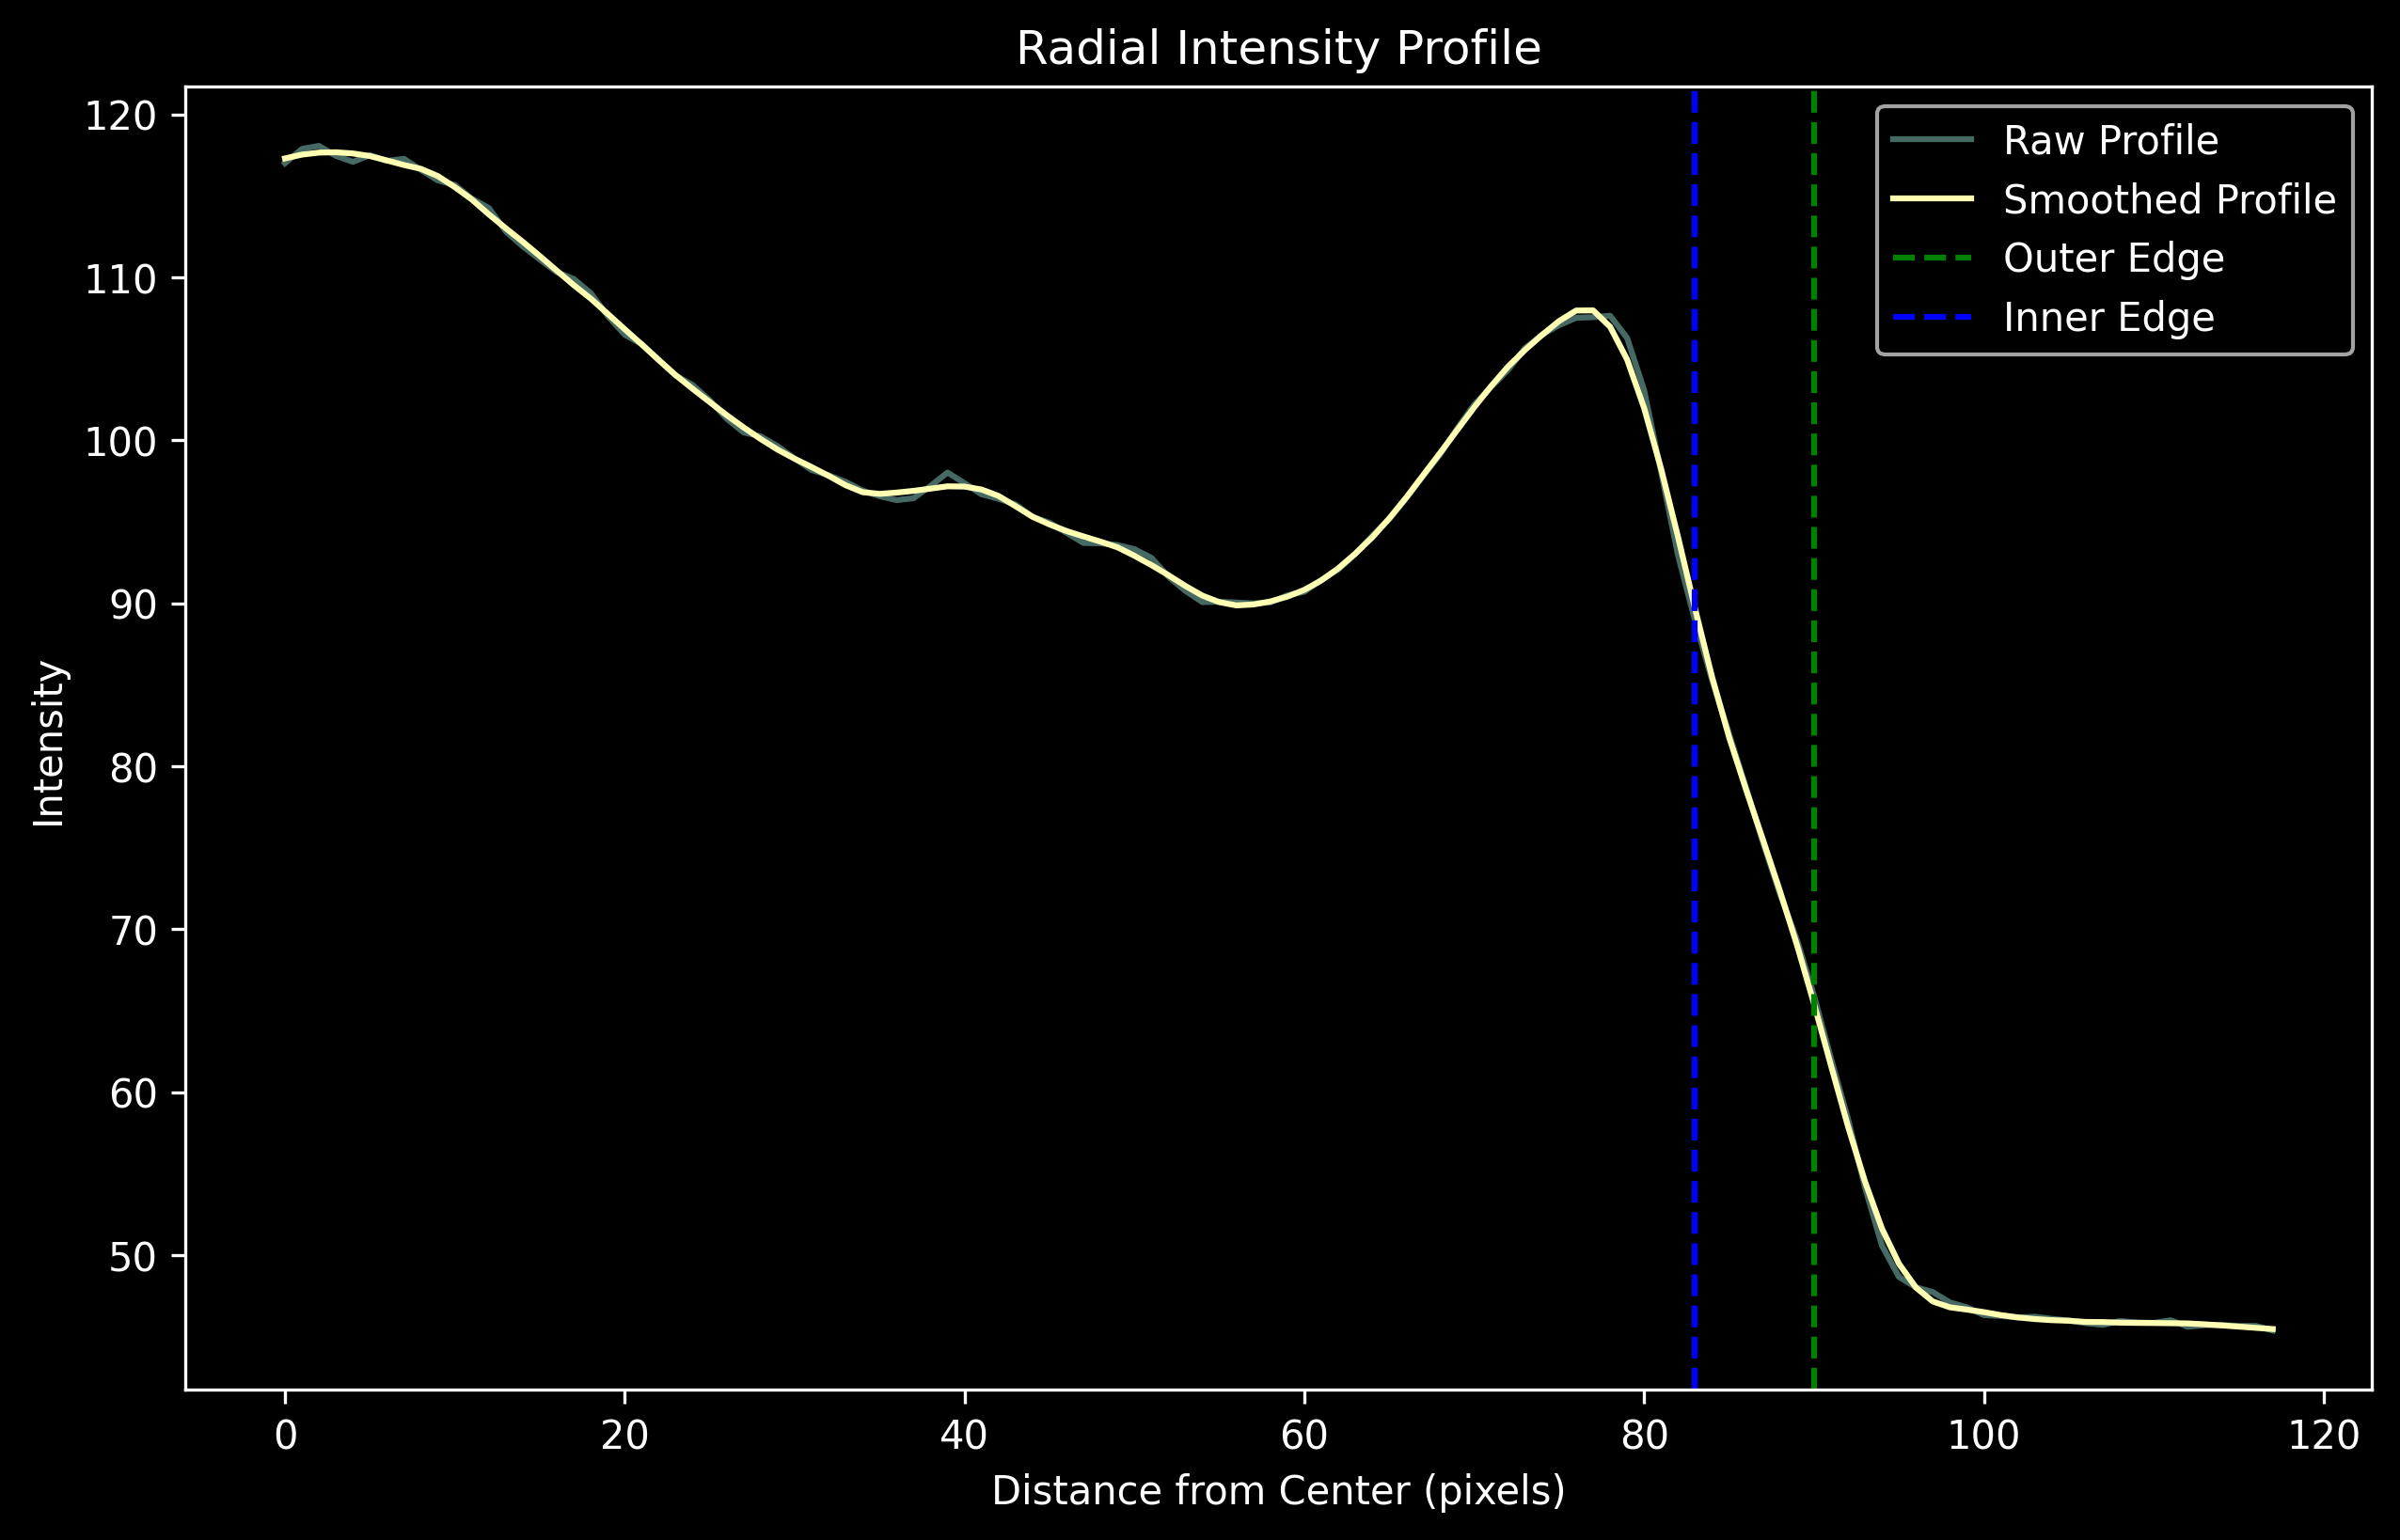 Radial Intensity Profile
120
110
100
90
80
70
60
50
Intensity
Raw Profile
Smoothed Profile
Outer Edge
Inner Edge
0 20 40 60 80 100 120
Distance from Center (pixels)